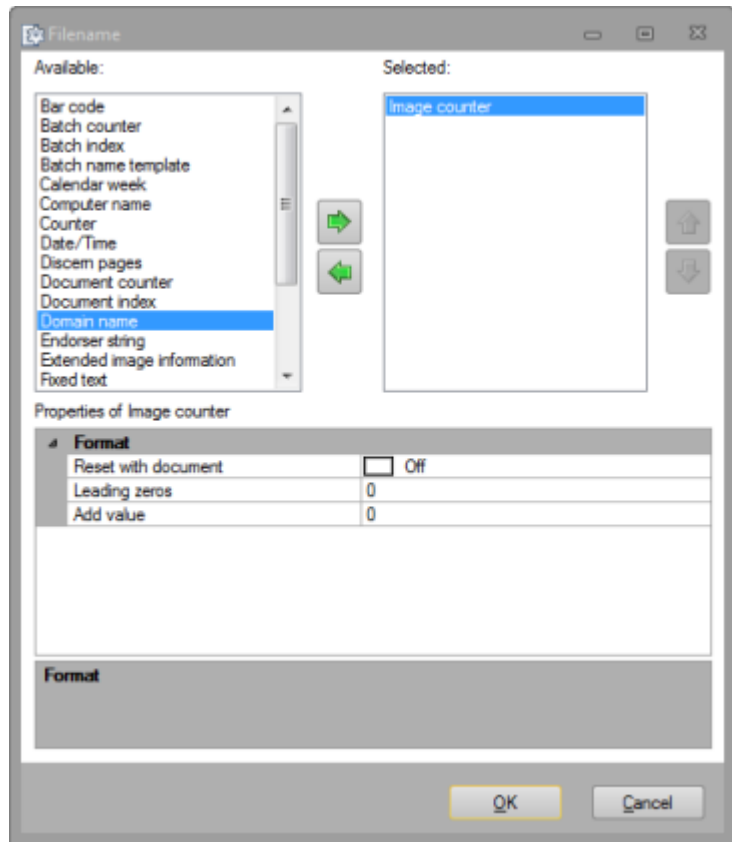 Filename
Available:
Selected:
Bar code
Batch counter
Batch index
Batch name template
Calendar week
Computer name
Counter
Date/Time
Discern pages
Document counter
Document index
Domain name
Endorser string
Extended image information
Fixed text
Image counter
Properties of Image counter
Format
Reset with document Off
Leading zeros 0
Add value 0
Format
OK Cancel